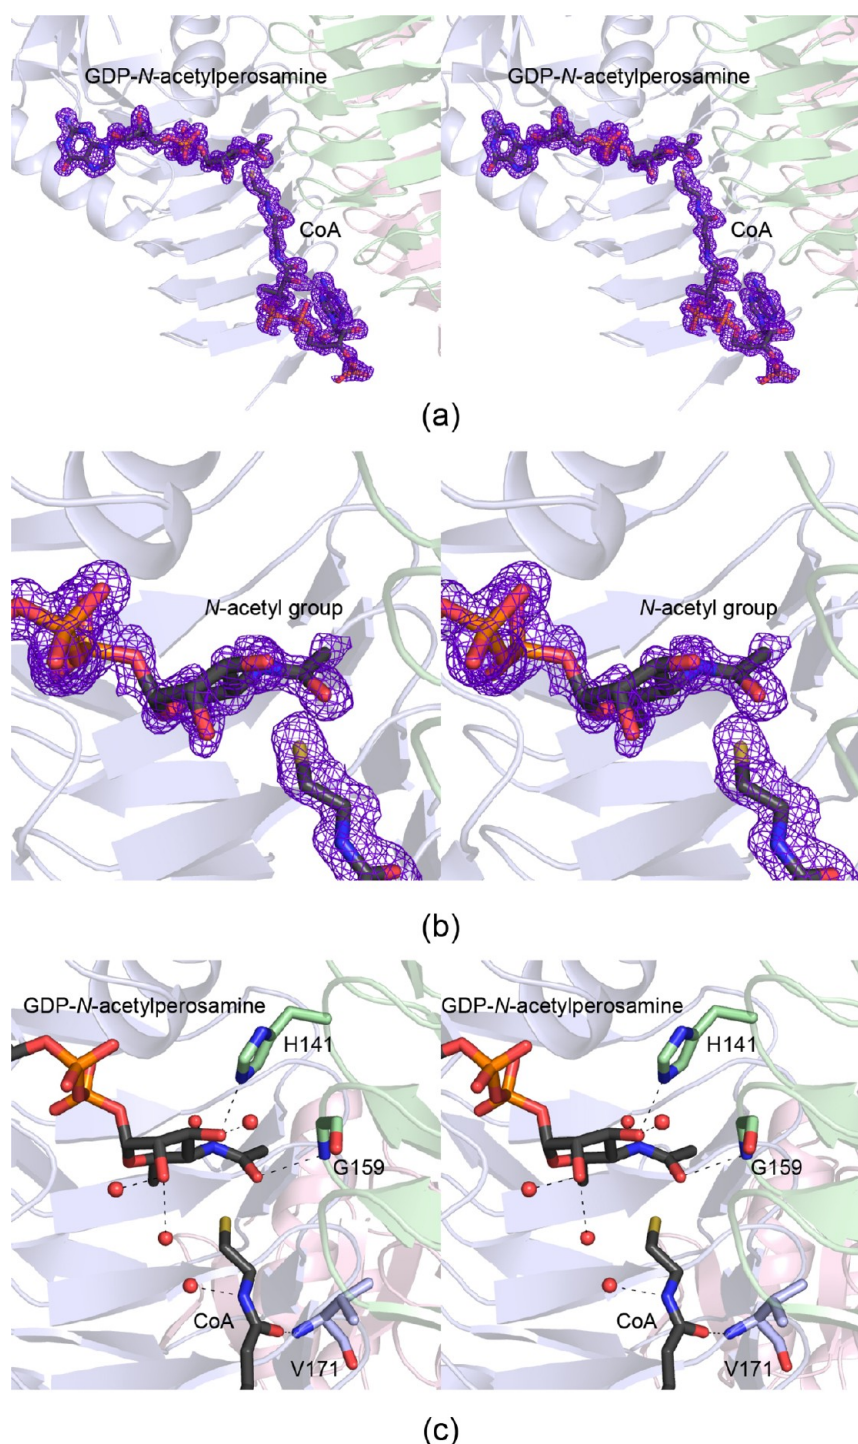 GDP-N-acetylperosamine GDP-N-acetylperosamine
CoA CoA
(a)
N-acetyl group N-acetyl group
(b)
GDP-N-acetylperosamine GDP-N-acetylperosamine
H141 H141
G159 G159
CoA CoA
V171 V171
(c)